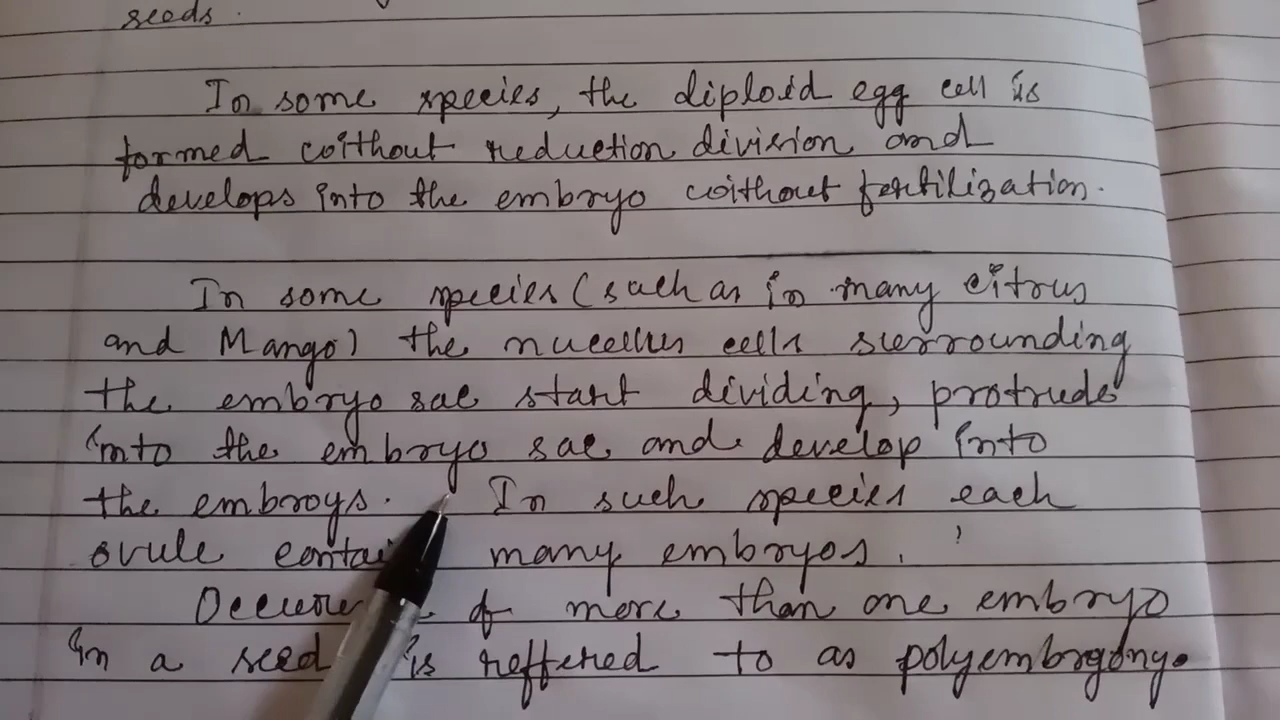 seeds.
In some species, the diploid egg cell is
formed without reduction division and
develops into the embryo without fertilization.
In some species (such as in many citrus
and Mango) the nucellus cells surrounding
the embryo sac start dividing, protrude
into the embryo sac and develop into
the embroys. In such species each
ovule many embryos.
of more than one embryo
in a seed is reffered to as polyembryony.